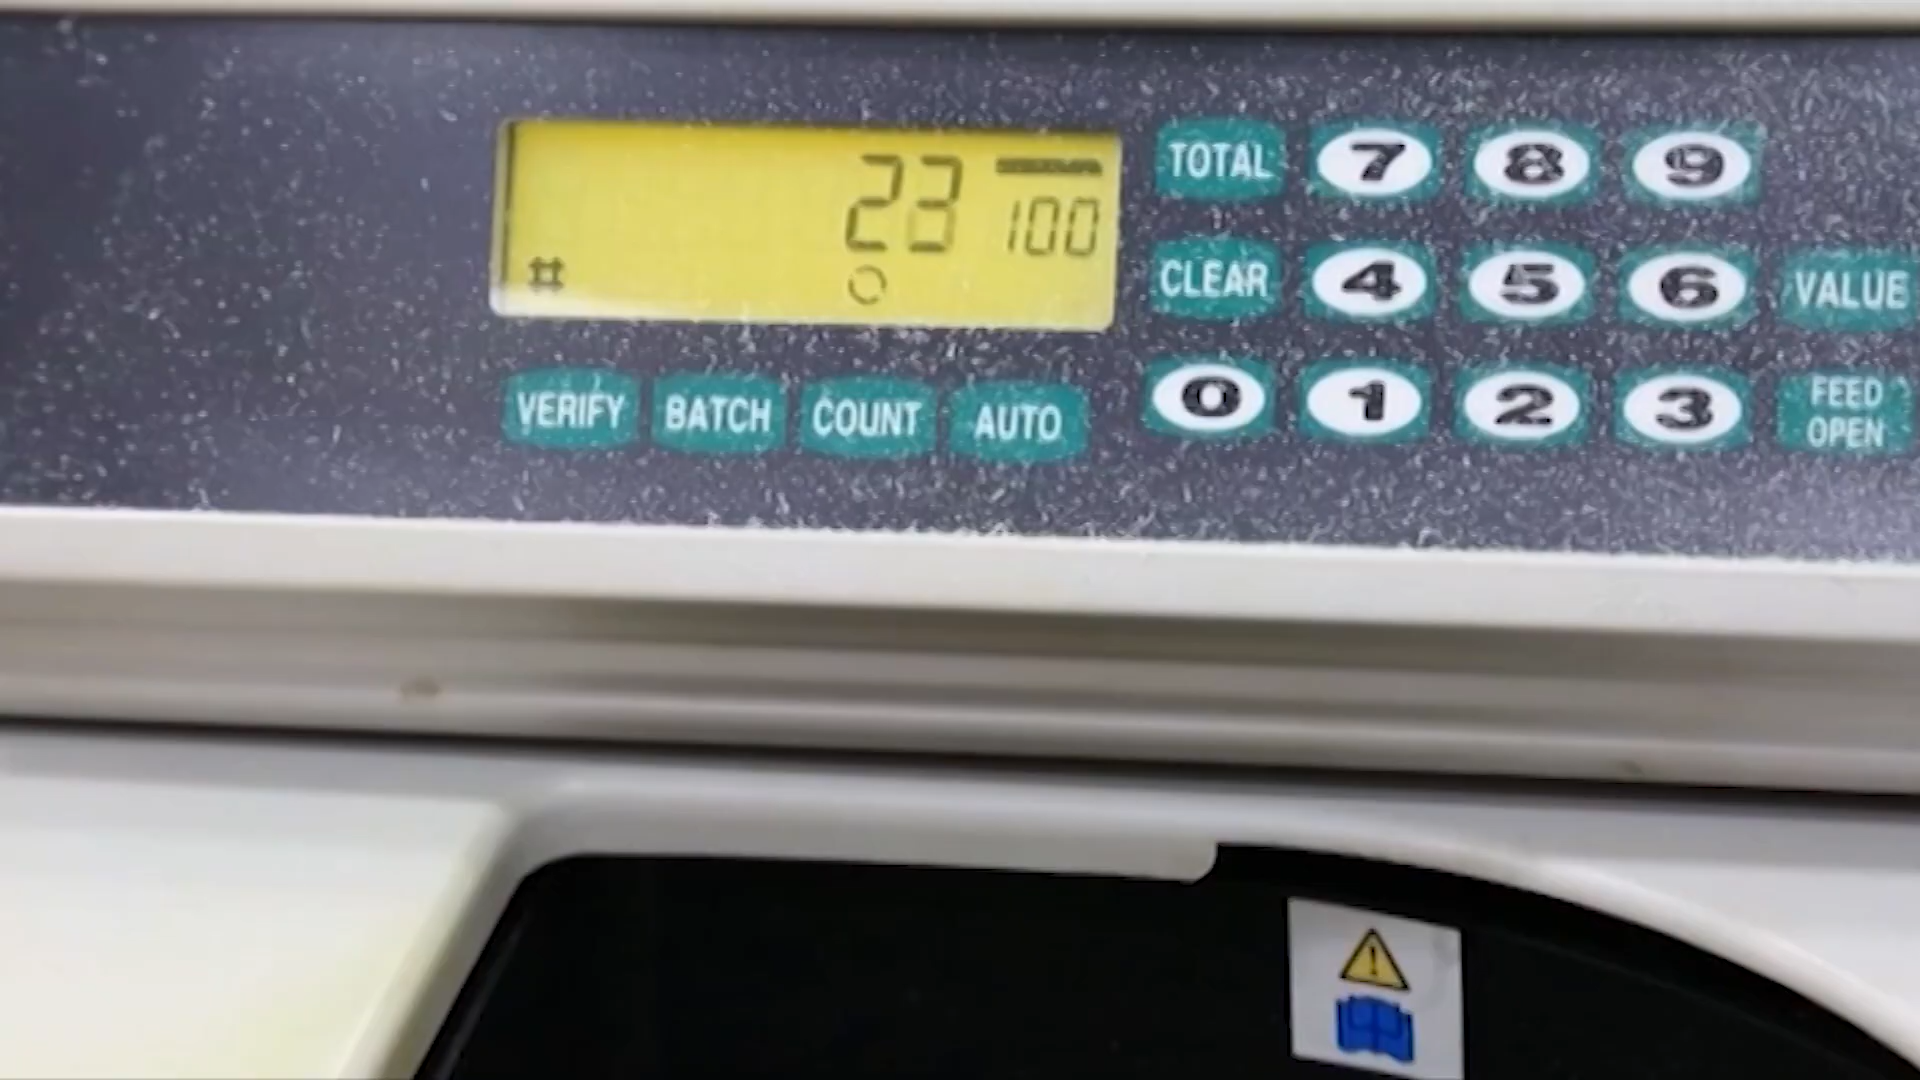 23
100
#
TOTAL 7 8 9
CLEAR 4 5 6 VALUE
0 1 2 3 FEED OPEN
VERIFY BATCH COUNT AUTO